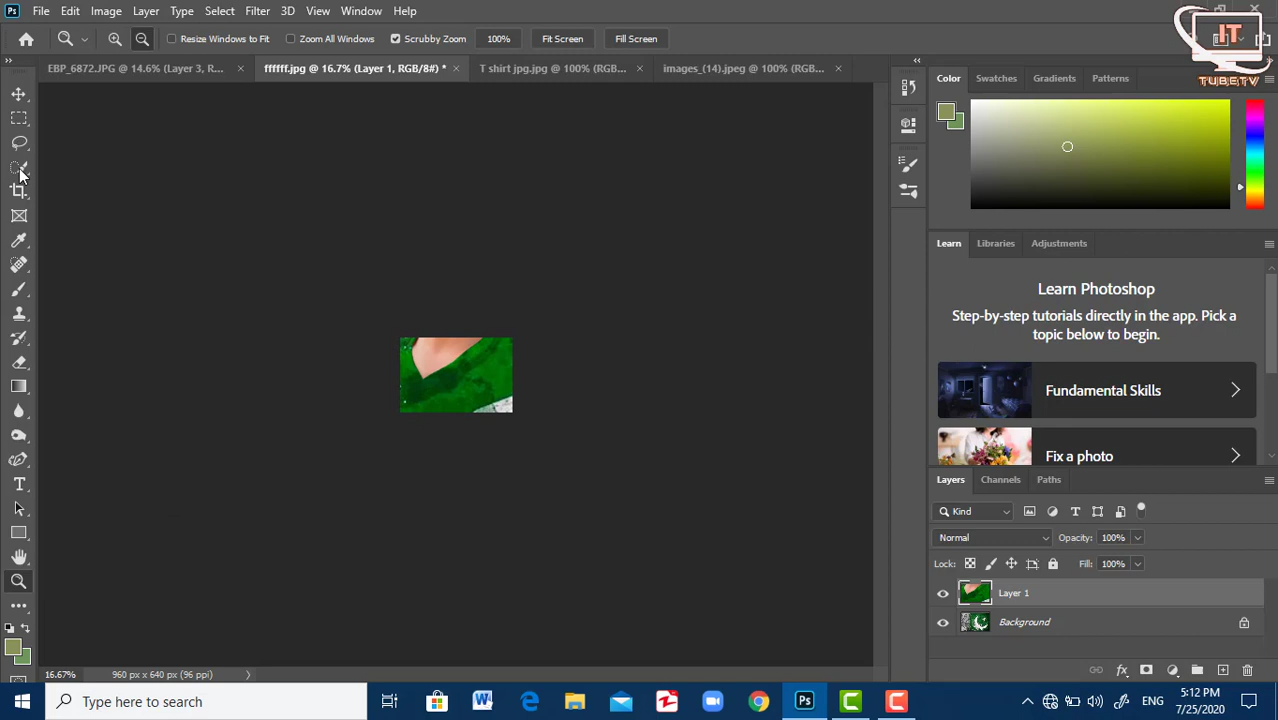 File Edit Image Layer Type Select Filter 3D View Window Help
IT
TUBETV
Resize Windows to Fit Zoom All Windows Scrubby Zoom 100% Fit Screen Fill Screen
EBP_6872.JPG @ 14.6% (Layer 3, R... × ffffff.jpg @ 16.7% (Layer 1, RGB/8#) * × T shirt jpg.jpg @ 100% (RGB... × images_(14).jpeg @ 100% (RGB... ×
Color Swatches Gradients Patterns
Learn Libraries Adjustments
Learn Photoshop
Step-by-step tutorials directly in the app. Pick a
topic below to begin.
Fundamental Skills
Fix a photo
Layers Channels Paths
Kind
Normal Opacity: 100%
Lock: Fill: 100%
Layer 1
Background
16.67% 960 px x 640 px (96 ppi)
Type here to search
ENG
5:12 PM
7/25/2020